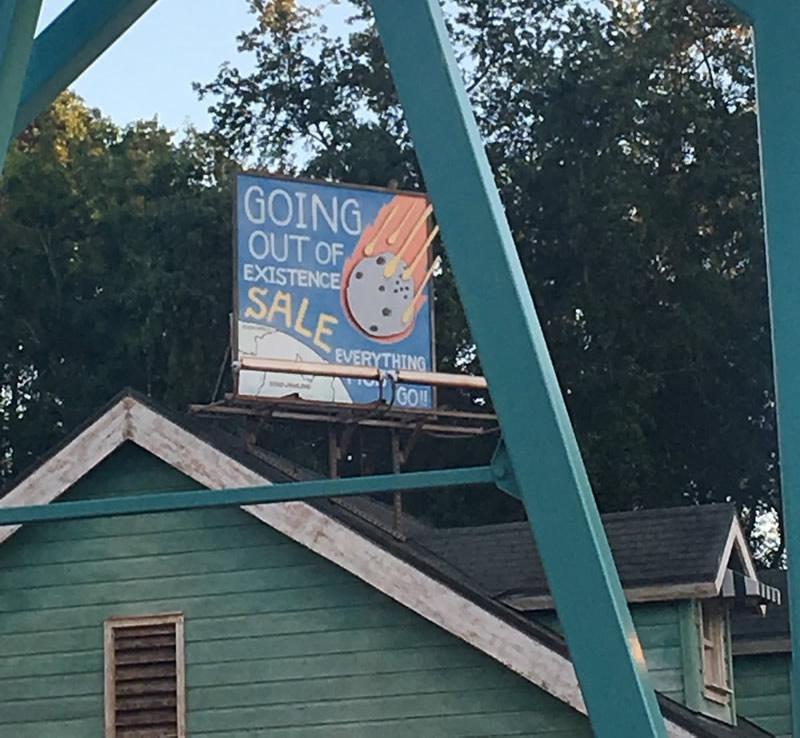 GOING
OUT OF
EXISTENCE
SALE
EVERYTHING
GO!!